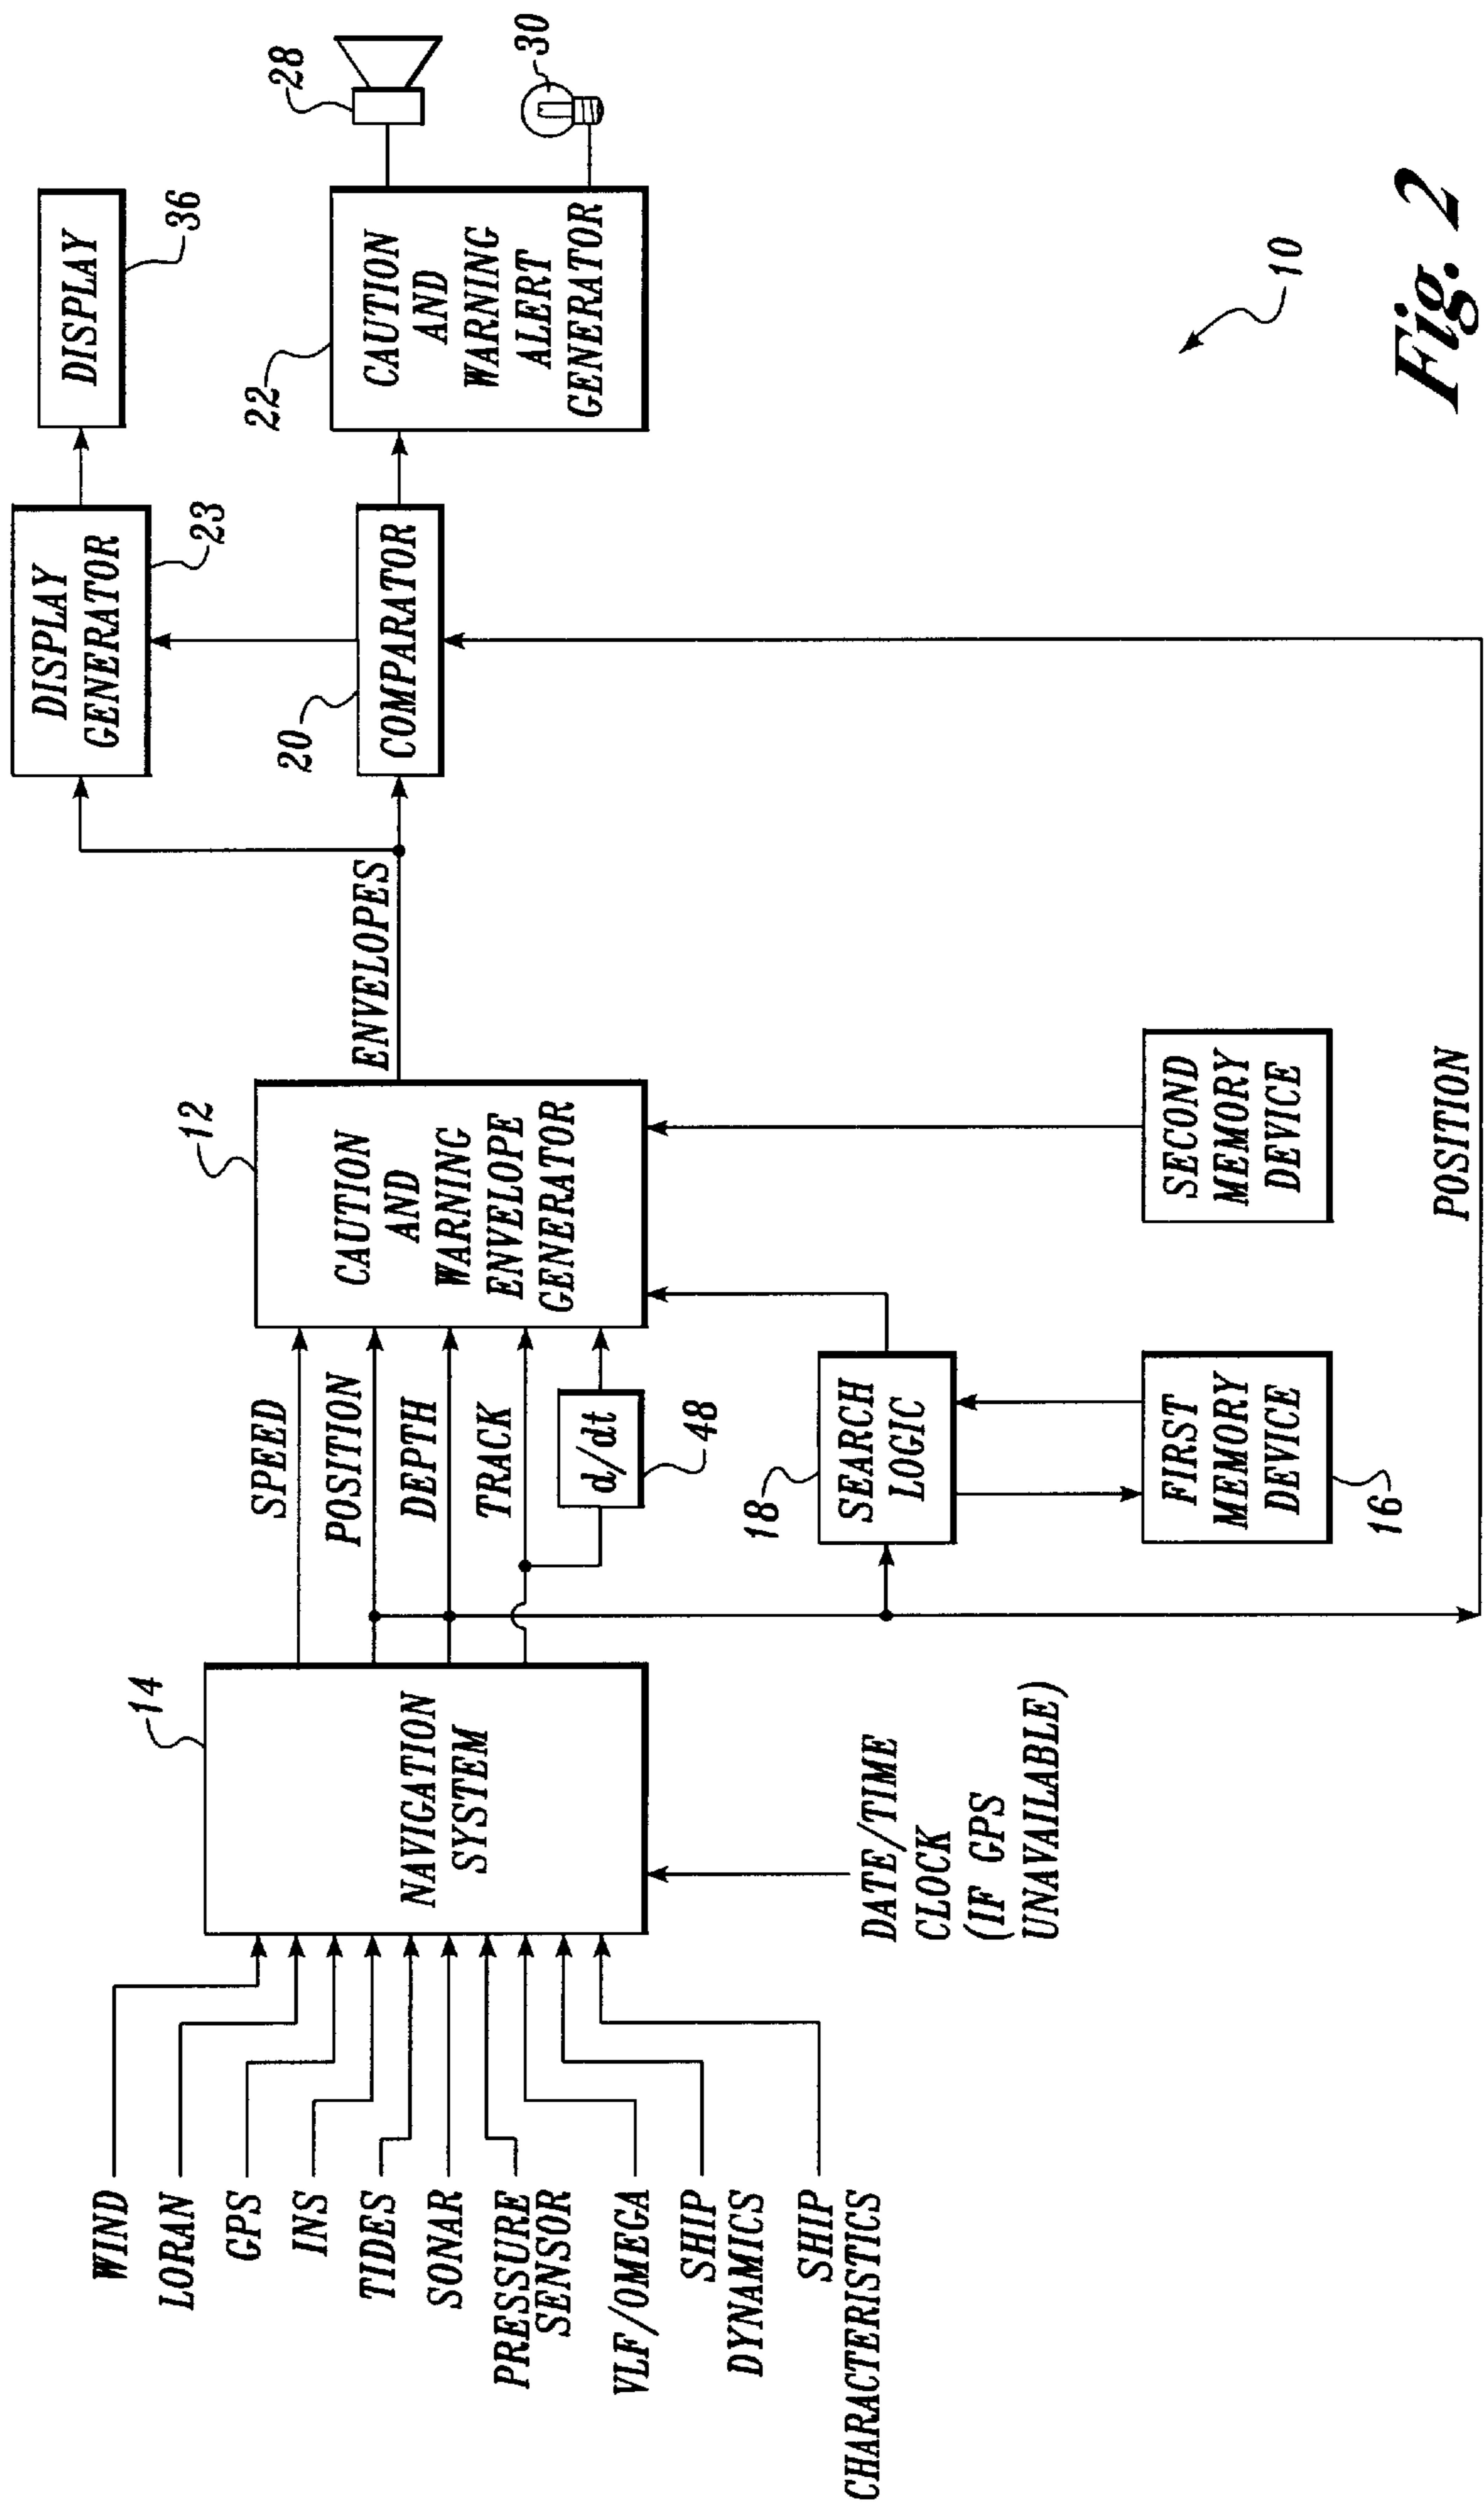 WIND
LORAN
GPS
INS
TIDES
SONAR
PRESSURE
SENSOR
VLF/OMEGA
SHIP
DYNAMICS
SHIP
CHARACTERISTICS
14
NAVIGATION
SYSTEM
DATE/TIME
CLOCK
(IF GPS
UNAVAILABLE)
SPEED
POSITION
DEPTH
TRACK
d/dt
48
12
CAUTION
AND
WARNING
ENVELOPE
GENERATOR
18
SEARCH
LOGIC
FIRST
MEMORY
DEVICE
16
SECOND
MEMORY
DEVICE
POSITION
ENVELOPES
DISPLAY
GENERATOR
23
20
COMPARATOR
DISPLAY
36
22
CAUTION
AND
WARNING
ALERT
GENERATOR
28
30
10
Fig. 2